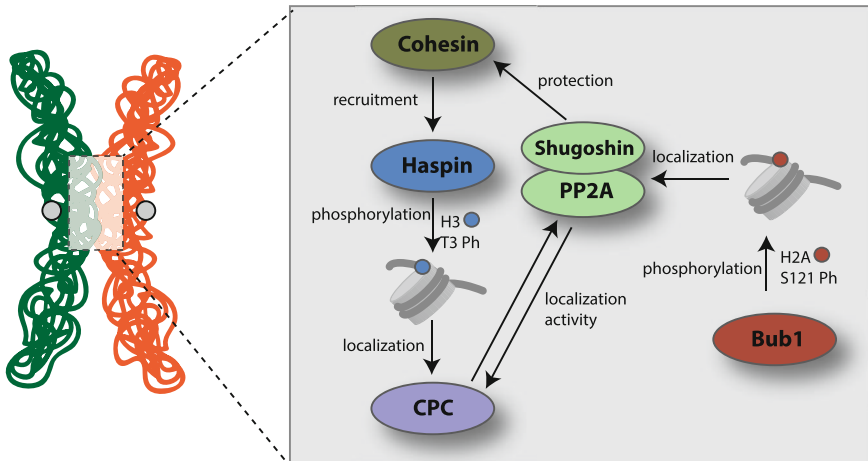 Cohesin
protection
recruitment
Shugoshin
localization
Haspin
PP2A
phosphorylation
H3
T3 Ph
H2A
phosphorylation
S121 Ph
localization
activity
localization
Bub1
CPC